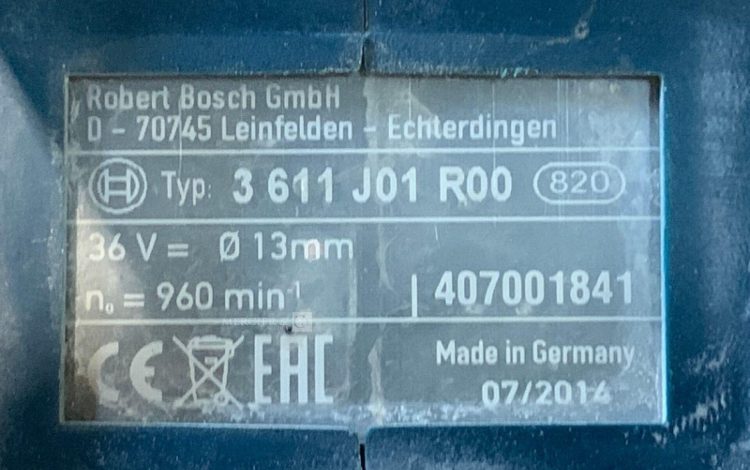 Robert Bosch GmbH
D - 70745 Leinfelden - Echterdingen
Typ: 3 611 J01 R00 820
36 V = Ø 13mm
n₀ = 960 min⁻¹ | 407001841
CE EAC Made in Germany
07/2014